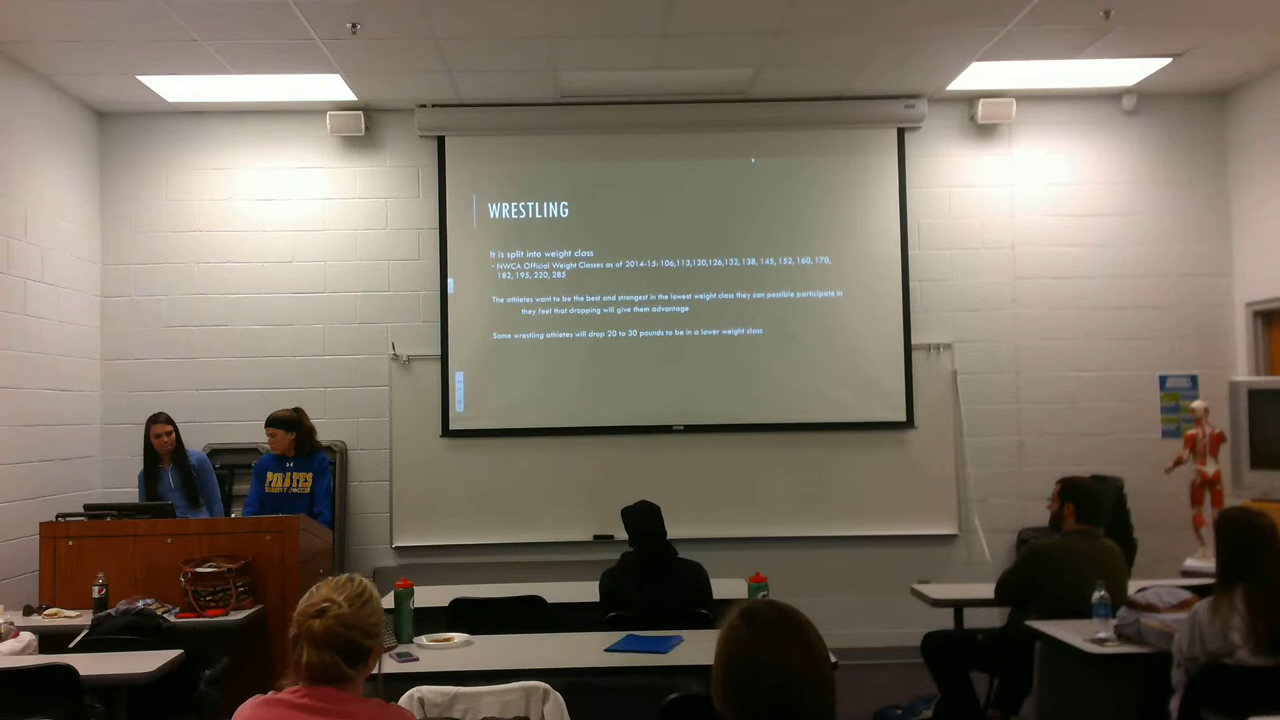 WRESTLING
It is split into weight class
• NWCA Official Weight Classes as of 2014-15: 106,113,120,126,132,138, 145, 152, 160, 170,
182, 195, 220, 285
The athletes want to be the best and strongest in the lowest weight class they can possible participate in
they feel that dropping will give them advantage
Some wrestling athletes will drop 20 to 30 pounds to be in a lower weight class
PIRATES